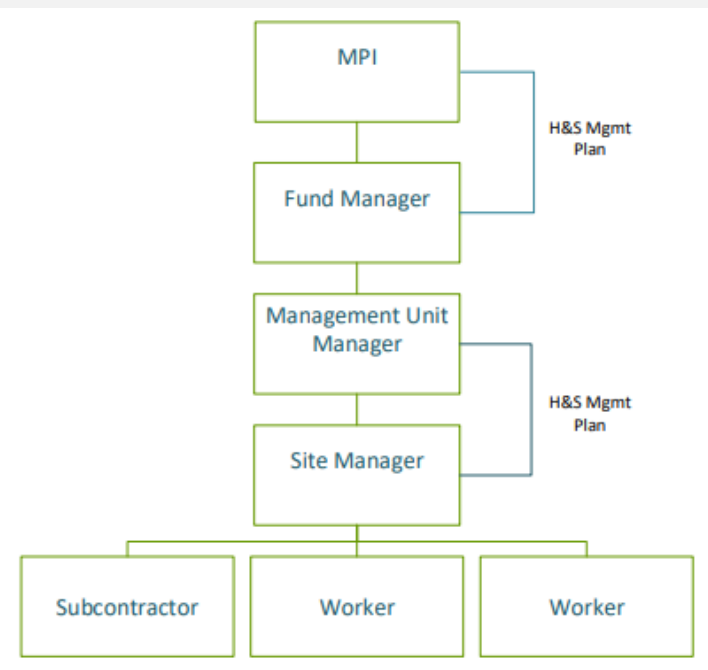 MPI
H&S Mgmt
Plan
Fund Manager
Management Unit
Manager
H&S Mgmt
Plan
Site Manager
Subcontractor
Worker
Worker